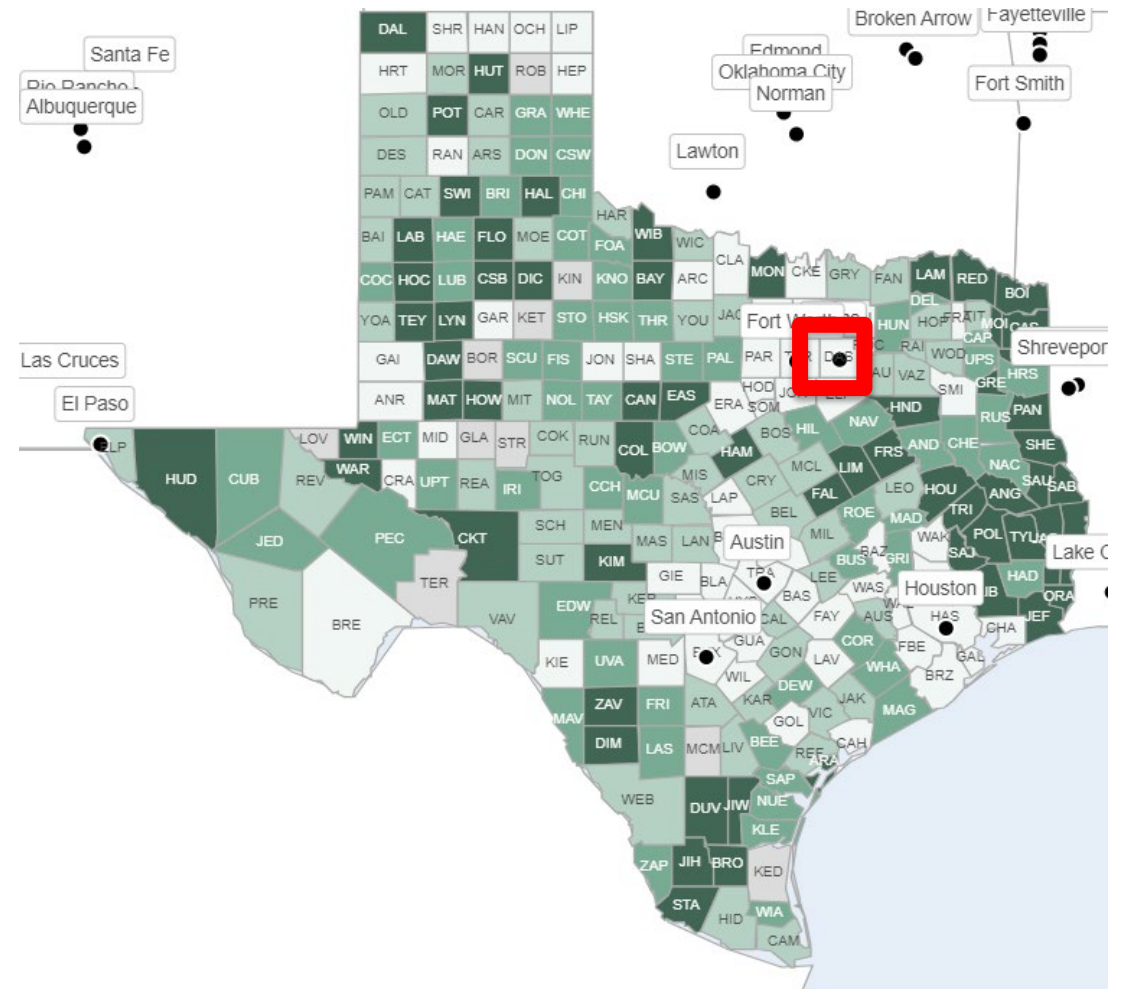 Broken Arrow Fayetteville
Santa Fe
Edmond
Oklahoma City
Fort Smith
Norman
Rio Rancho
Albuquerque
Lawton
DAL SHR HAN OCH LIP
HRT MOR HUT ROB HEP
OLD POT CAR GRA WHE
DES RAN ARS DON CSW
PAM CAT SWI BRI HAL CHI
HAR
BAI LAB HAE FLO MOE COT FOA WIB WIC
CLA
COC HOC LUB CSB DIC KIN KNO BAY ARC MON CKE GRY FAN LAM RED BOI
DEL
YOA TEY LYN GAR KET STO HSK THR YOU JAC Fort HUN HOP FRA TIT MOI CAS
CAP
GAI DAW BOR SCU FIS JON SHA STE PAL PAR RAI WOD UPS Shrevepor
Las Cruces
VAZ SMI GRE HRS
ANR MAT HOW MIT NOL TAY CAN EAS ERA HOD SOM HND RUS PAN
El Paso
LOV WIN ECT MID GLA STR COK RUN COL BOW COA HAM BOS HIL NAV FRS AND CHE SHE
HUD CUB REV WAR CRA UPT REA IRI TOG CCH MCU MIS SAS LAP CRY MCL LIM FAL LEO HOU NAC ANG SAU SAB
BEL ROE MAD TRI
JED PEC CKT SCH MEN MAS LAN Austin MIL WAK POL TYL
BUS GRI SAJ Lake C
SUT KIM HAD
TER GIE BLA BAS LEE WAS Houston ORA
PRE BRE VAV EDW REL San Antonio FAY AUS HAS CHA JEF
GUA COR FBE GAL
KIE UVA MED GON LAV WHA BRZ
WIL DEW
MAV ZAV FRI ATA KAR VIC JAK MAG
GOL
DIM LAS MCM LIV BEE REF CAH
ARA
SAP
WEB DUV JIW NUE
KLE
ZAP JIH BRO KED
STA HID WIA
CAM